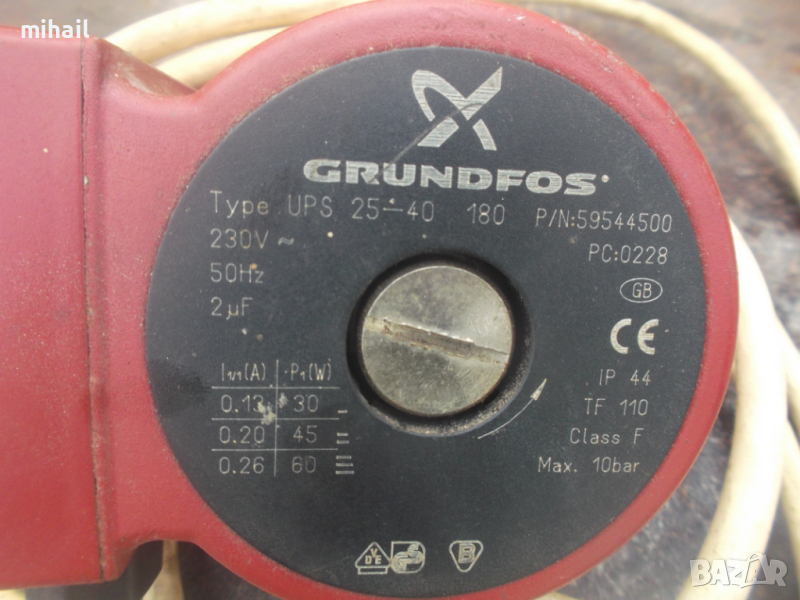 mihail
GRUNDFOS
Type UPS 25-40 180 P/N:59544500
230V ~ PC:0228
50Hz
2µF
GB
CE
I1/1(A) P1(W)
0.13 30
0.20 45
0.26 60
IP 44
TF 110
Class F
Max. 10bar
VDE
BAZAR